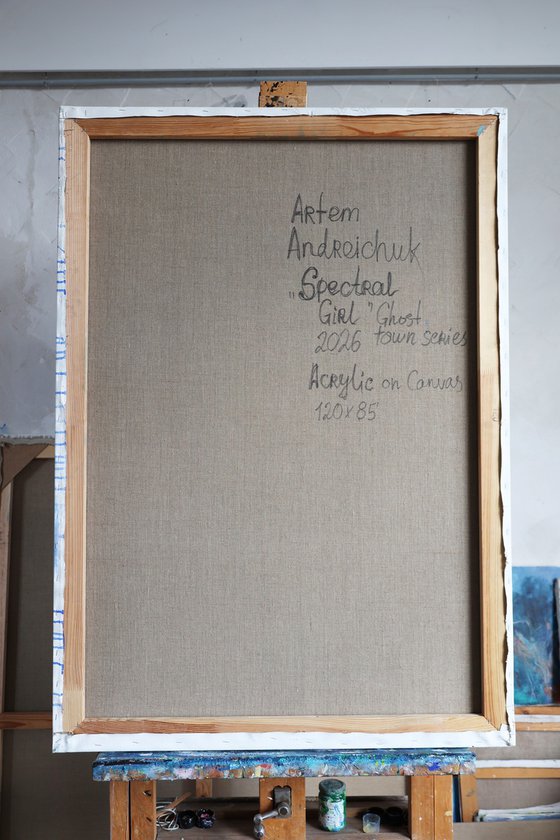 Artem
Andreichuk
"Spectral
Girl" Ghost
2026 town series
Acrylic on Canvas
120x85